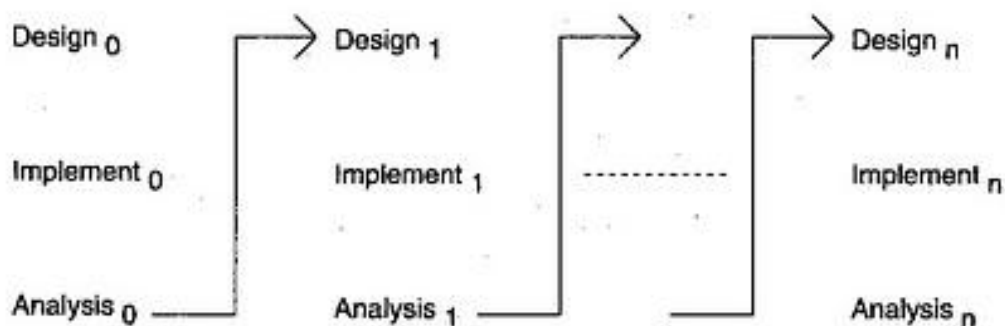 Design 0 Design 1 Design n
Implement 0 Implement 1 Implement n
Analysis 0 Analysis 1 Analysis n